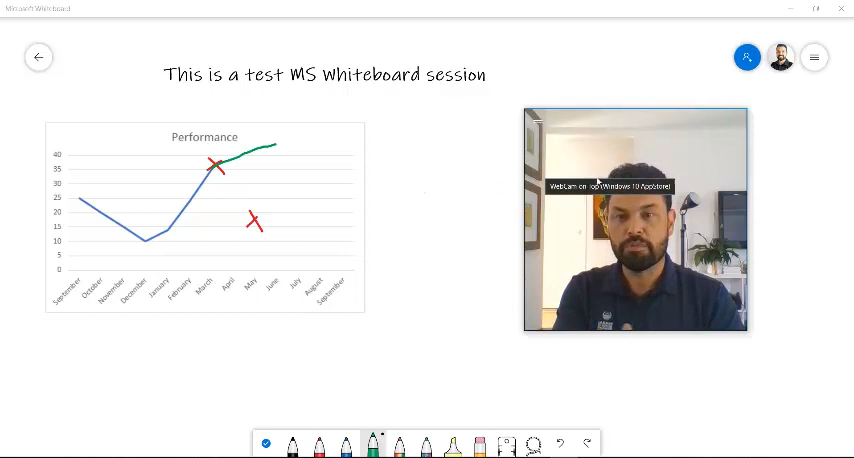 Microsoft Whiteboard
This is a test MS Whiteboard session
Performance
40
35
30
25
20
15
10
5
0
September
October
November
December
January
February
March
April
May
June
July
August
September
WebCam on Top (Windows 10 AppStore)